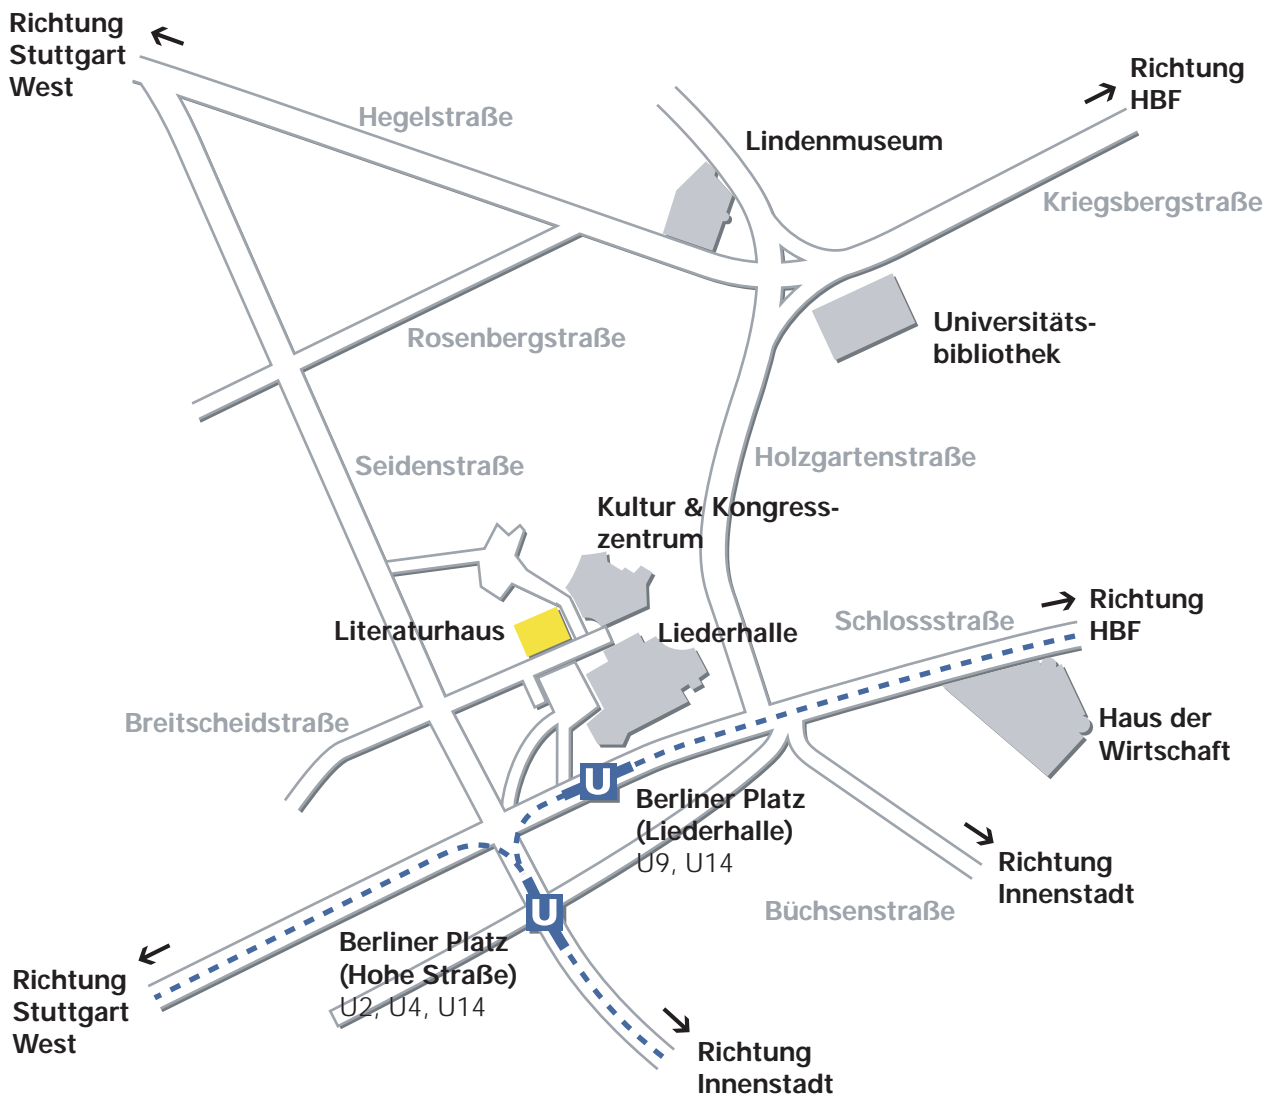 Richtung
Stuttgart
West
Richtung
HBF
Hegelstraße
Lindenmuseum
Kriegsbergstraße
Rosenbergstraße
Universitäts-
bibliothek
Seidenstraße
Holzgartenstraße
Kultur & Kongress-
zentrum
Literaturhaus
Liederhalle
Schlossstraße
Richtung
HBF
Breitscheidstraße
Haus der
Wirtschaft
U
Berliner Platz
(Liederhalle)
U9, U14
Richtung
Innenstadt
Büchsenstraße
U
Berliner Platz
(Hohe Straße)
U2, U4, U14
Richtung
Stuttgart
West
Richtung
Innenstadt